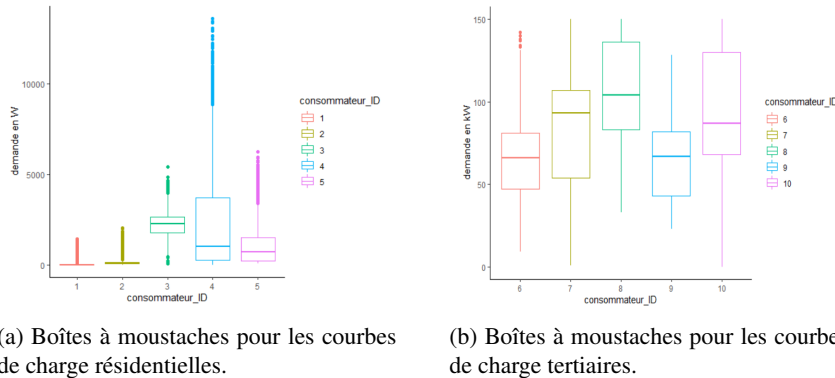 demande en W
10000
5000
0
1
2
3
4
5
consommateur_ID
consommateur_ID
1
2
3
4
5
demande en kW
150
100
50
0
6
7
8
9
10
consommateur_ID
consommateur_ID
6
7
8
9
10
(a) Boîtes à moustaches pour les courbes
de charge résidentielles.
(b) Boîtes à moustaches pour les courbe
de charge tertiaires.